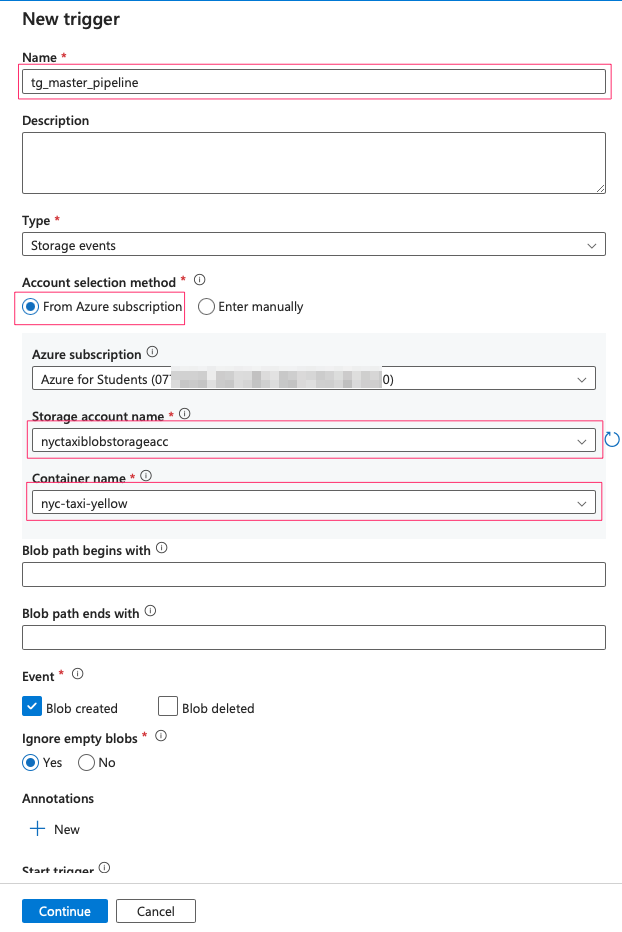 New trigger
Name *
tg_master_pipeline
Description
Type *
Storage events
Account selection method *
From Azure subscription Enter manually
Azure subscription
Azure for Students (07 0)
Storage account name *
nyctaxiblobstorageacc
Container name *
nyc-taxi-yellow
Blob path begins with
Blob path ends with
Event *
Blob created Blob deleted
Ignore empty blobs *
Yes No
Annotations
New
Start trigger
Continue Cancel